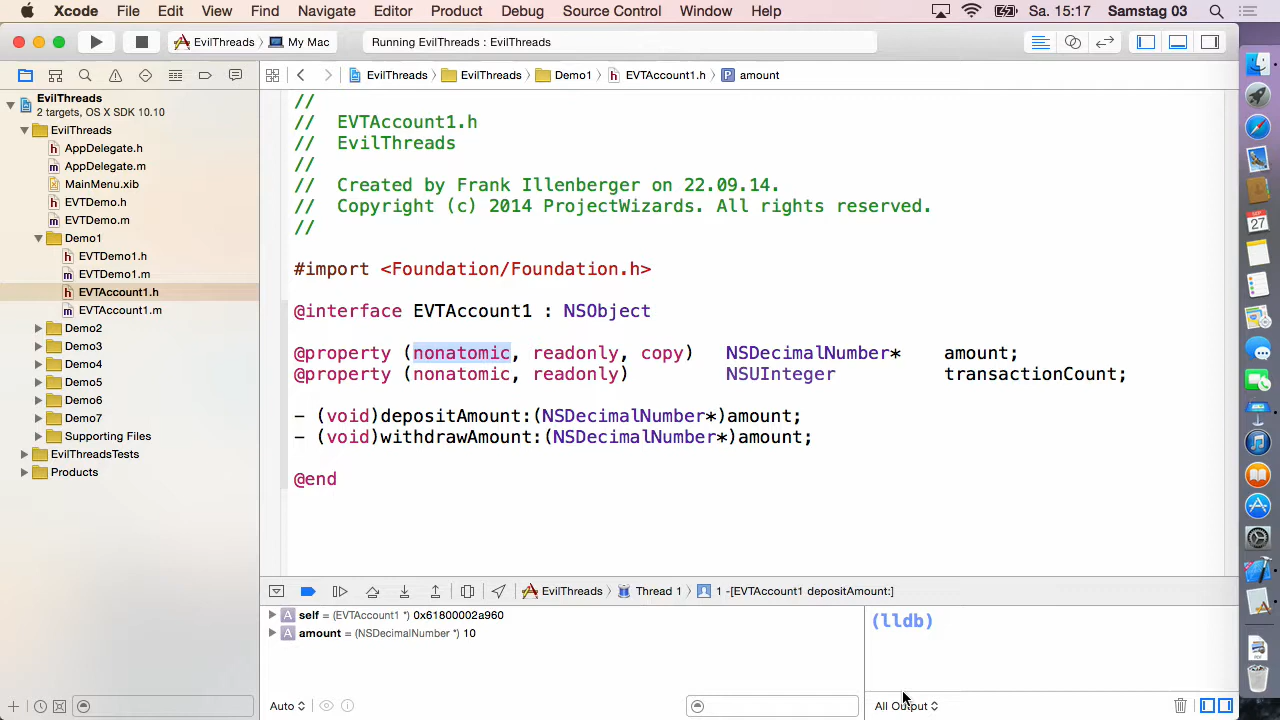 Xcode File Edit View Find Navigate Editor Product Debug Source Control Window Help Sa. 15:17 Samstag 03
EvilThreads My Mac Running EvilThreads : EvilThreads
EvilThreads EvilThreads Demo1 EVTAccount1.h amount
EvilThreads
2 targets, OS X SDK 10.10
EvilThreads
AppDelegate.h
AppDelegate.m
MainMenu.xib
EVTDemo.h
EVTDemo.m
Demo1
EVTDemo1.h
EVTDemo1.m
EVTAccount1.h
EVTAccount1.m
Demo2
Demo3
Demo4
Demo5
Demo6
Demo7
Supporting Files
EvilThreadsTests
Products
//
// EVTAccount1.h
// EvilThreads
//
// Created by Frank Illenberger on 22.09.14.
// Copyright (c) 2014 ProjectWizards. All rights reserved.
//
#import <Foundation/Foundation.h>
@interface EVTAccount1 : NSObject
@property (nonatomic, readonly, copy) NSDecimalNumber* amount;
@property (nonatomic, readonly) NSUInteger transactionCount;
- (void)depositAmount:(NSDecimalNumber*)amount;
- (void)withdrawAmount:(NSDecimalNumber*)amount;
@end
EvilThreads Thread 1 1 -[EVTAccount1 depositAmount:]
A self = (EVTAccount1 *) 0x61800002a960
A amount = (NSDecimalNumber *) 10
(lldb)
Auto
All Output
SEP
27